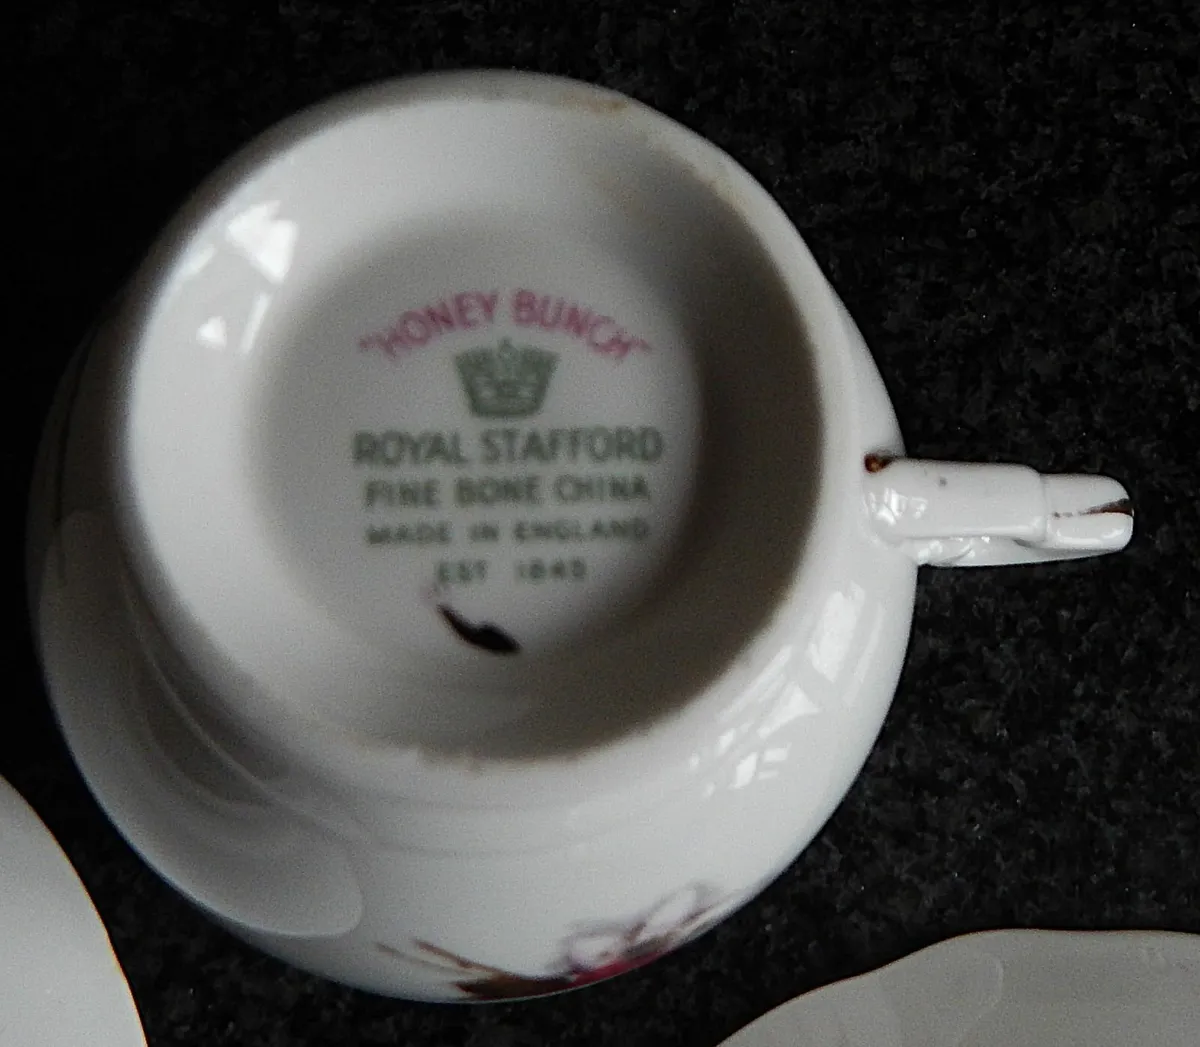 "HONEY BUNCH"
ROYAL STAFFORD
FINE BONE CHINA
MADE IN ENGLAND
EST 1845